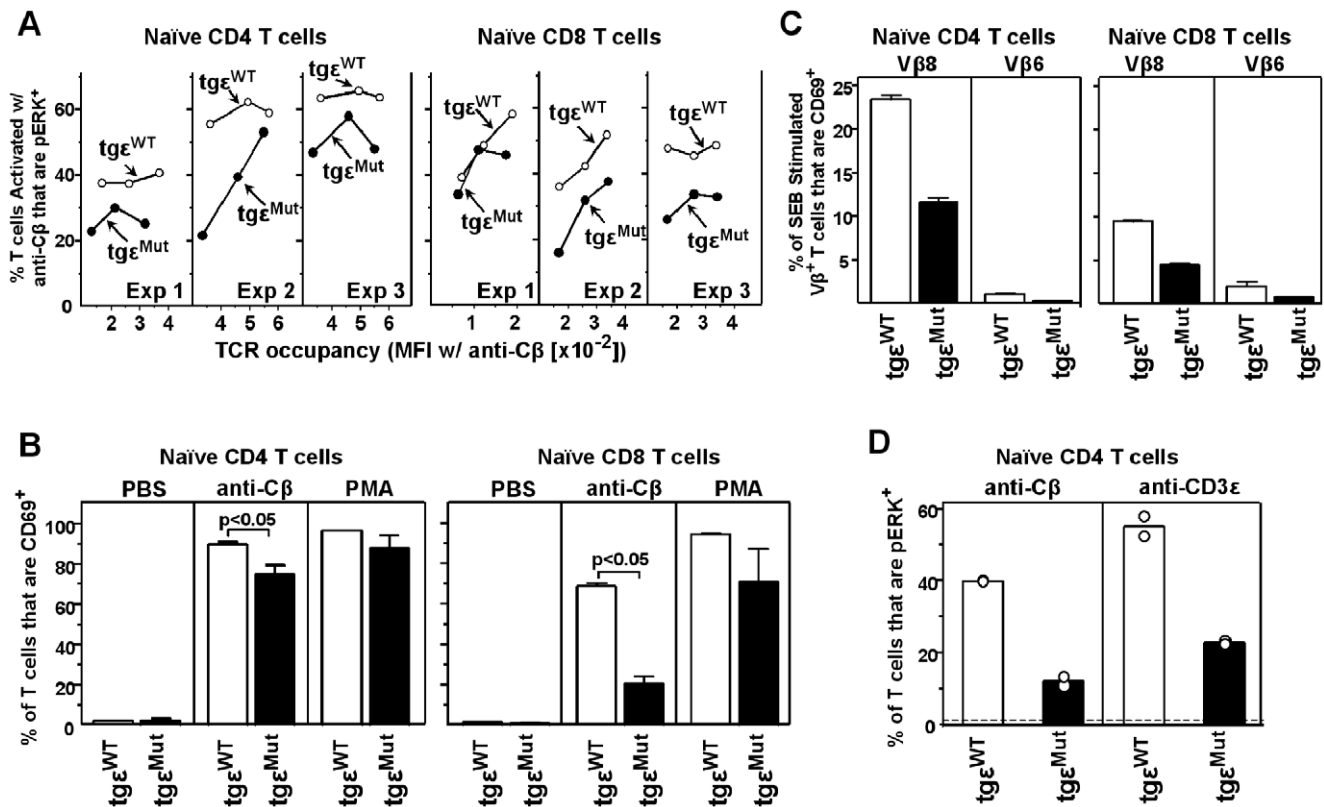 A
Naïve CD4 T cells
Naïve CD8 T cells
% T cells Activated w/
anti-Cβ that are pERK⁺
60
40
20
0
tgε^WT
tgε^Mut
Exp 1
tgε^WT
tgε^Mut
Exp 2
tgε^WT
tgε^Mut
Exp 3
tgε^WT
tgε^Mut
Exp 1
tgε^WT
tgε^Mut
Exp 2
tgε^WT
tgε^Mut
Exp 3
2 3 4 4 5 6 4 5 6 1 2 2 3 4 2 3 4
TCR occupancy (MFI w/ anti-Cβ [x10⁻²])
C
Naïve CD4 T cells
Naïve CD8 T cells
Vβ8 Vβ6 Vβ8 Vβ6
% of SEB Stimulated
Vβ⁺ T cells that are CD69⁺
25
20
15
10
5
tgε^WT tgε^Mut tgε^WT tgε^Mut tgε^WT tgε^Mut tgε^WT tgε^Mut
B
Naïve CD4 T cells
Naïve CD8 T cells
PBS anti-Cβ PMA PBS anti-Cβ PMA
% of T cells that are CD69⁺
100
80
60
40
20
0
p<0.05
p<0.05
tgε^WT tgε^Mut tgε^WT tgε^Mut tgε^WT tgε^Mut tgε^WT tgε^Mut tgε^WT tgε^Mut tgε^WT tgε^Mut
D
Naïve CD4 T cells
anti-Cβ anti-CD3ε
% of T cells that are pERK⁺
60
40
20
0
tgε^WT tgε^Mut tgε^WT tgε^Mut